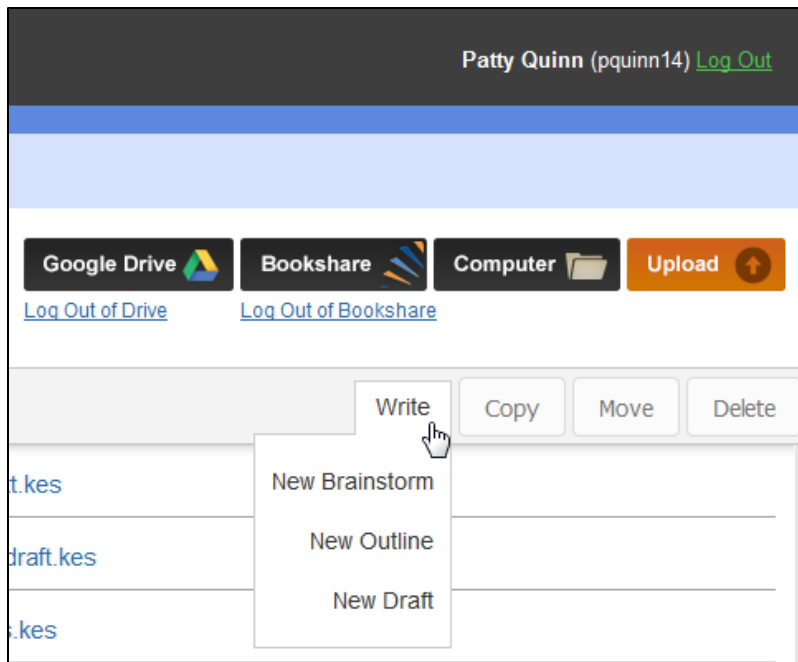 Patty Quinn (pquinn14) Log Out
Google Drive Bookshare Computer Upload
Log Out of Drive Log Out of Bookshare
Write Copy Move Delete
t.kes
New Brainstorm
New Outline
draft.kes
New Draft
s.kes